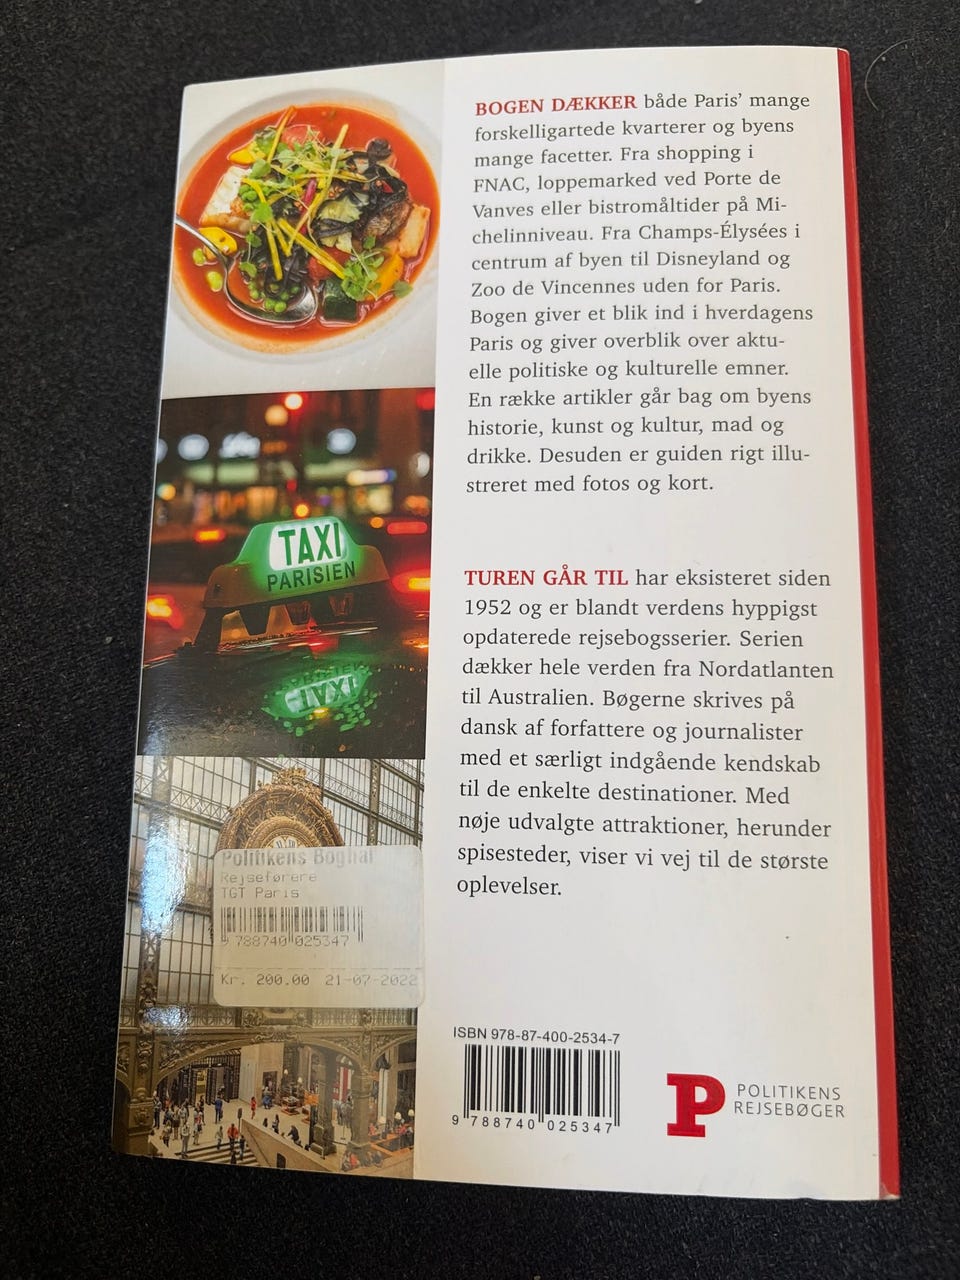 BOGEN DÆKKER både Paris’ mange
forskelligartede kvarterer og byens
mange facetter. Fra shopping i
FNAC, loppemarked ved Porte de
Vanves eller bistromåltider på Mi-
chelinniveau. Fra Champs-Élysées i
centrum af byen til Disneyland og
Zoo de Vincennes uden for Paris.
Bogen giver et blik ind i hverdagens
Paris og giver overblik over aktu-
elle politiske og kulturelle emner.
En række artikler går bag om byens
historie, kunst og kultur, mad og
drikke. Desuden er guiden rigt illu-
streret med fotos og kort.
TAXI
PARISIEN
TAXI
TUREN GÅR TIL har eksisteret siden
1952 og er blandt verdens hyppigst
opdaterede rejsebogsserier. Serien
dækker hele verden fra Nordatlanten
til Australien. Bøgerne skrives på
dansk af forfattere og journalister
med et særligt indgående kendskab
til de enkelte destinationer. Med
nøje udvalgte attraktioner, herunder
spisesteder, viser vi vej til de største
oplevelser.
Politikens Boghal
Rejseførere
TGT Paris
9 788740 025347
Kr. 200.00 21-07-2022
ISBN 978-87-400-2534-7
9 788740 025347
P
POLITIKENS
REJSEBØGER